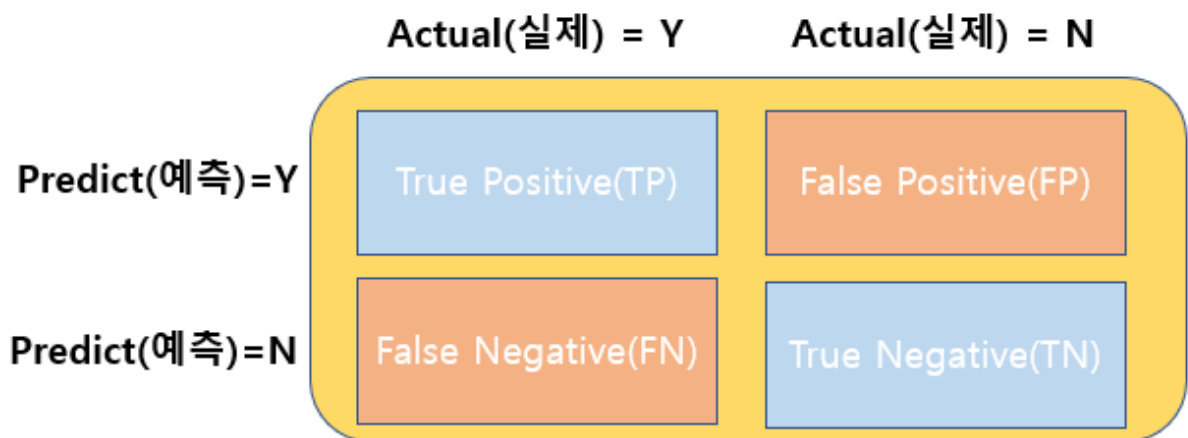 Actual(실제) = Y Actual(실제) = N
Predict(예측)=Y True Positive(TP) False Positive(FP)
Predict(예측)=N False Negative(FN) True Negative(TN)